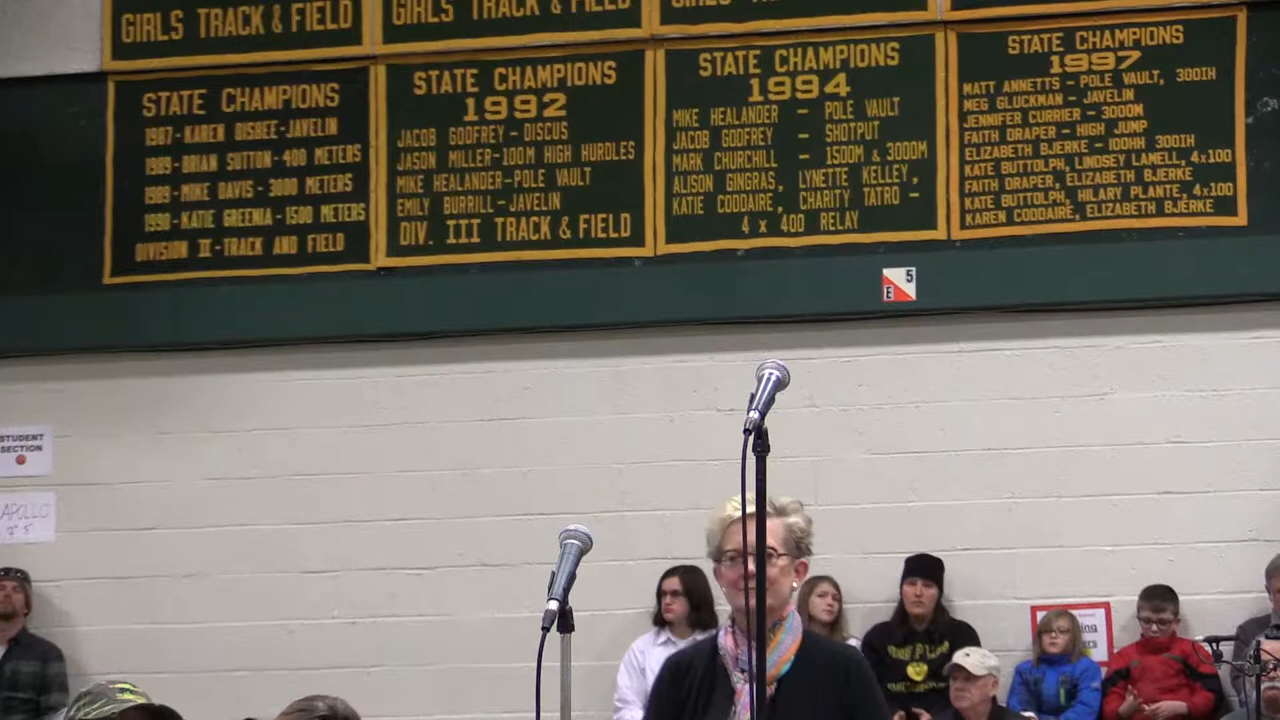 GIRLS TRACK & FIELD
GIRLS TRACK & FIELD
STATE CHAMPIONS
1987-KAREN BISBEE-JAVELIN
1989-BRIAN SUTTON-400 METERS
1989-MIKE DAVIS-3000 METERS
1990-KATIE GREENIA-1500 METERS
DIVISION II-TRACK AND FIELD
STATE CHAMPIONS
1992
JACOB GODFREY-DISCUS
JASON MILLER-100M HIGH HURDLES
MIKE HEALANDER-POLE VAULT
EMILY BURRILL-JAVELIN
DIV. III TRACK & FIELD
STATE CHAMPIONS
1994
MIKE HEALANDER - POLE VAULT
JACOB GODFREY - SHOTPUT
MARK CHURCHILL - 1500M & 3000M
ALISON GINGRAS, LYNETTE KELLEY,
KATIE CODDAIRE, CHARITY TATRO -
4 x 400 RELAY
STATE CHAMPIONS
1997
MATT ANNETTS - POLE VAULT, 300IH
MEG GLUCKMAN - JAVELIN
JENNIFER CURRIER - 3000M
FAITH DRAPER - HIGH JUMP
ELIZABETH BJERKE - 100HH 300IH
KATE BUTTOLPH, LINDSEY LAMELL, 4x100
FAITH DRAPER, ELIZABETH BJERKE
KATE BUTTOLPH, HILARY PLANTE, 4x100
KAREN CODDAIRE, ELIZABETH BJERKE
5
E
STUDENT
SECTION
APOLLO